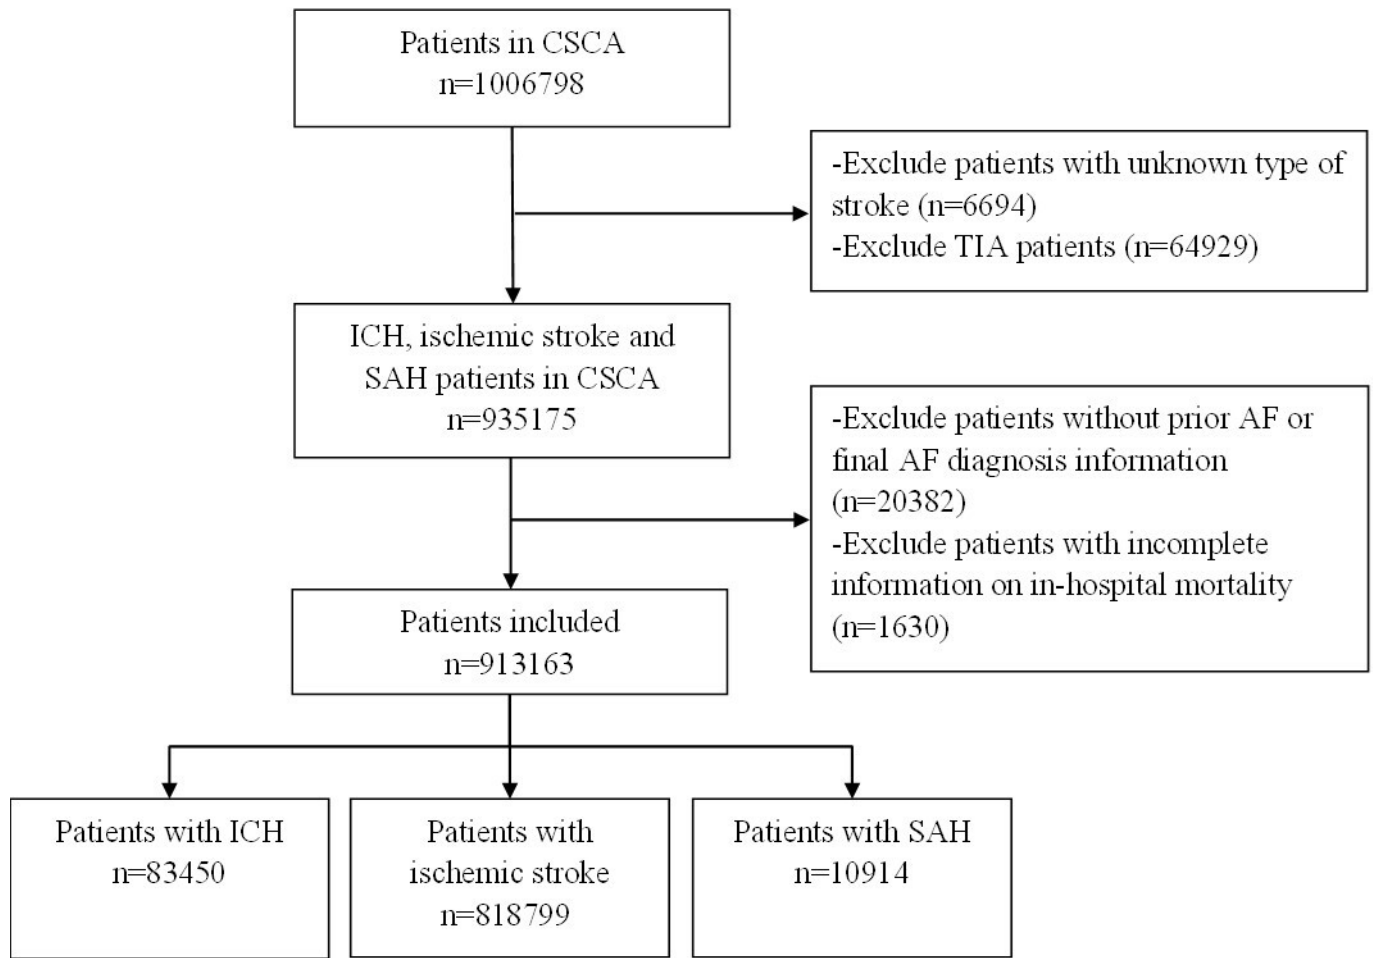 Patients in CSCA
n=1006798
-Exclude patients with unknown type of
stroke (n=6694)
-Exclude TIA patients (n=64929)
ICH, ischemic stroke and
SAH patients in CSCA
n=935175
-Exclude patients without prior AF or
final AF diagnosis information
(n=20382)
-Exclude patients with incomplete
information on in-hospital mortality
(n=1630)
Patients included
n=913163
Patients with ICH
n=83450
Patients with
ischemic stroke
n=818799
Patients with SAH
n=10914